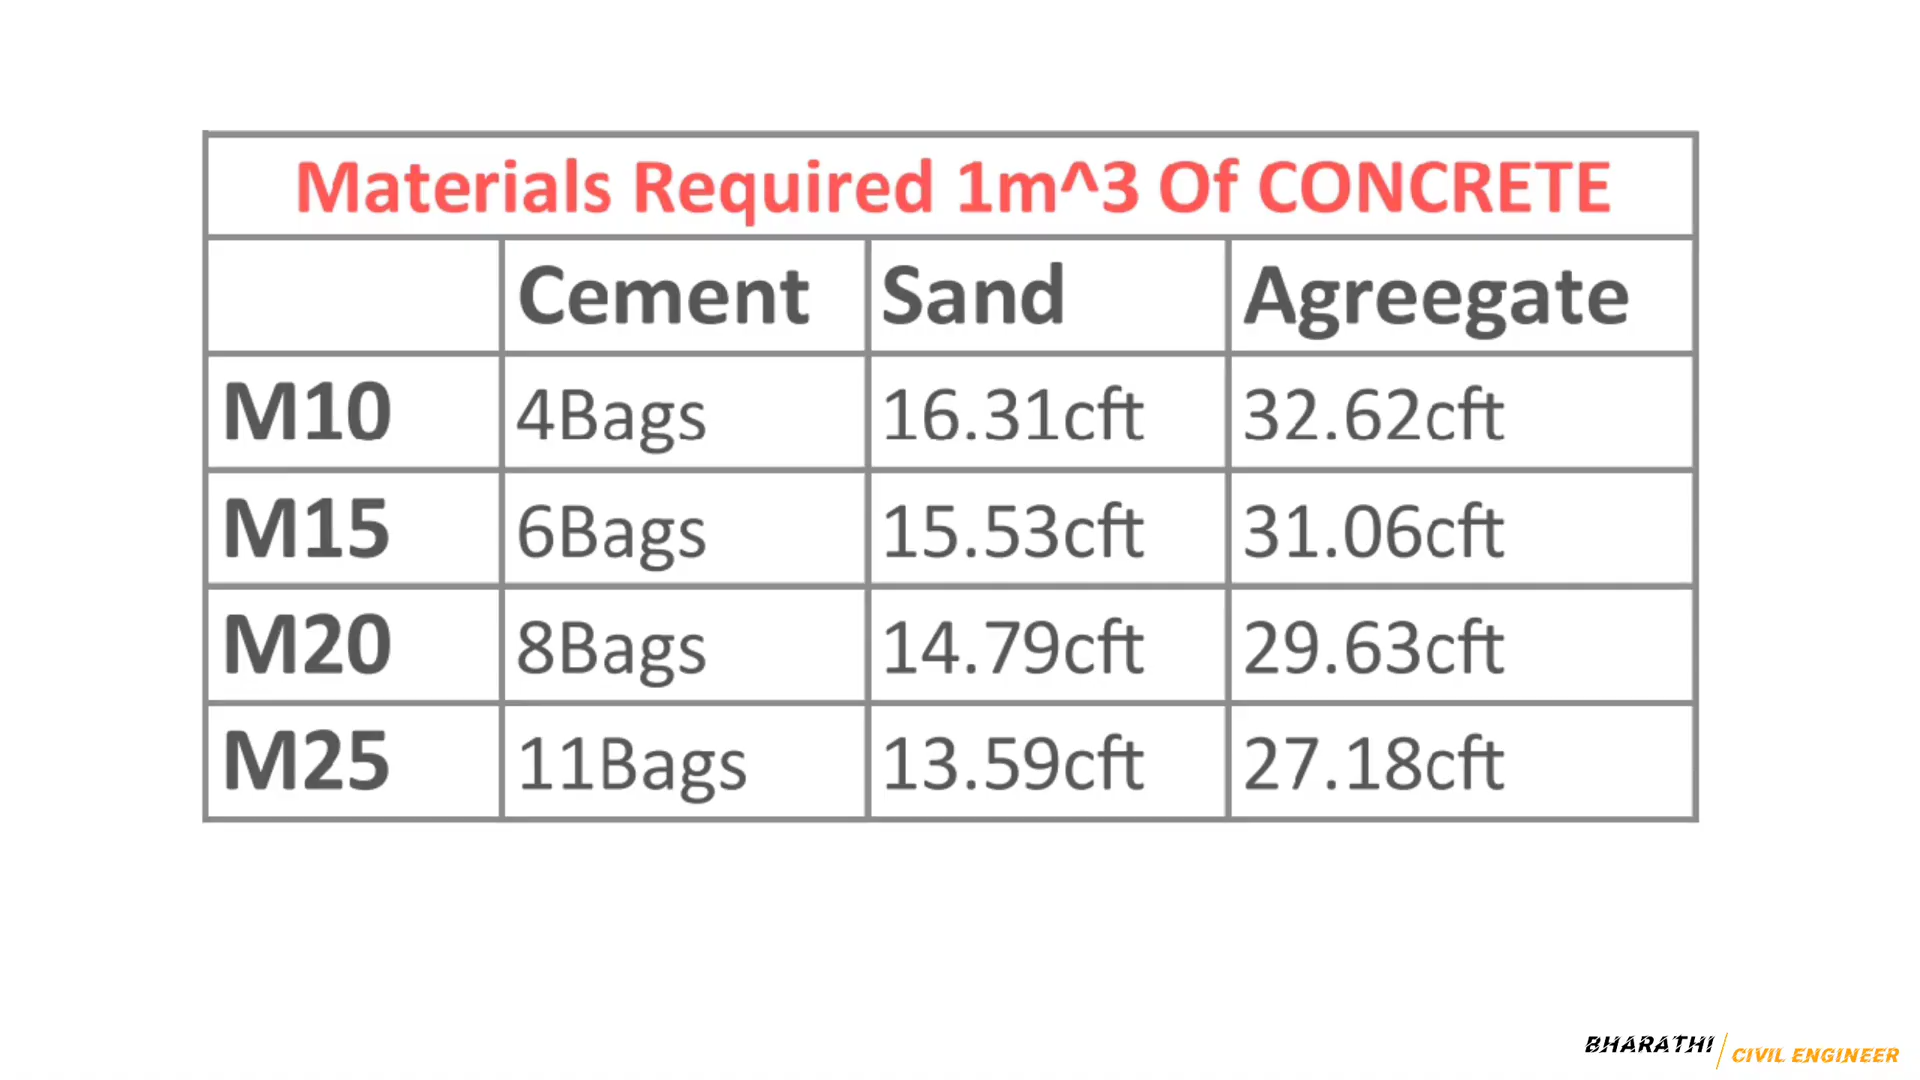 Materials Required 1m^3 Of CONCRETE
Cement Sand Agreegate
M10 4Bags 16.31cft 32.62cft
M15 6Bags 15.53cft 31.06cft
M20 8Bags 14.79cft 29.63cft
M25 11Bags 13.59cft 27.18cft
BHARATHI / CIVIL ENGINEER